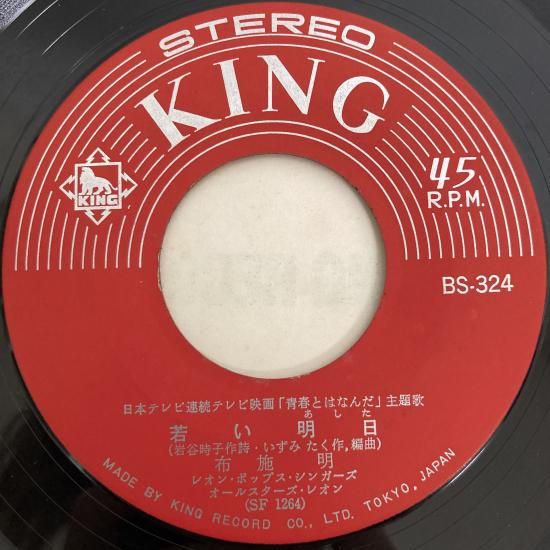 STEREO
KING
KING
45
R.P.M.
BS-324
日本テレビ連続テレビ映画「青春とはなんだ」主題歌
あした
若い明日
(岩谷時子作詩・いずみたく作,編曲)
布施明
レオン・ポップス・シンガーズ
オールスターズ・レオン
(SF 1264)
MADE BY KING RECORD CO., LTD. TOKYO, JAPAN